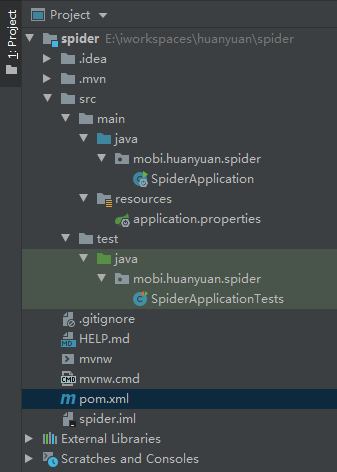 1: Project
Project
spider E:\iworkspaces\huanyuan\spider
.idea
.mvn
src
main
java
mobi.huanyuan.spider
SpiderApplication
resources
application.properties
test
java
mobi.huanyuan.spider
SpiderApplicationTests
.gitignore
HELP.md
mvnw
mvnw.cmd
pom.xml
spider.iml
External Libraries
Scratches and Consoles